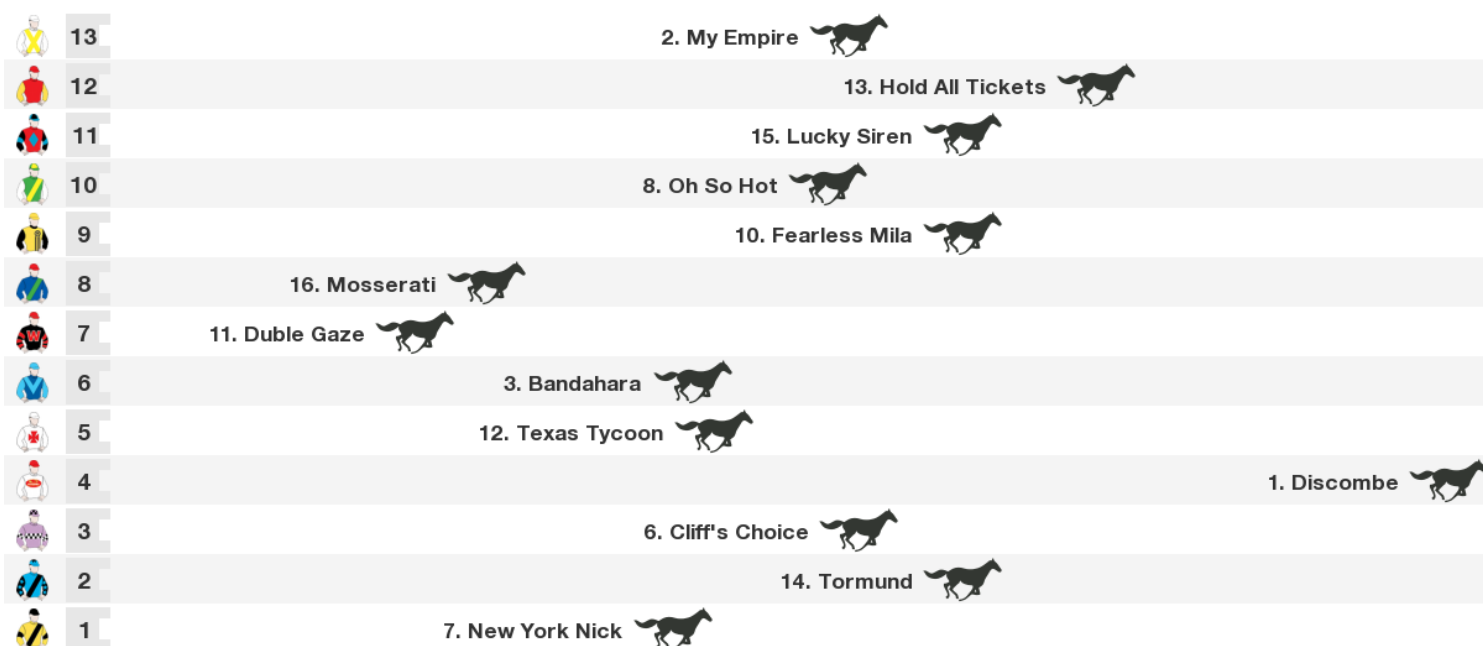 13 2. My Empire
12 13. Hold All Tickets
11 15. Lucky Siren
10 8. Oh So Hot
9 10. Fearless Mila
8 16. Mosserati
7 11. Duble Gaze
W
6 3. Bandahara
5 12. Texas Tycoon
4 1. Discombe
3 6. Cliff's Choice
2 14. Tormund
1 7. New York Nick